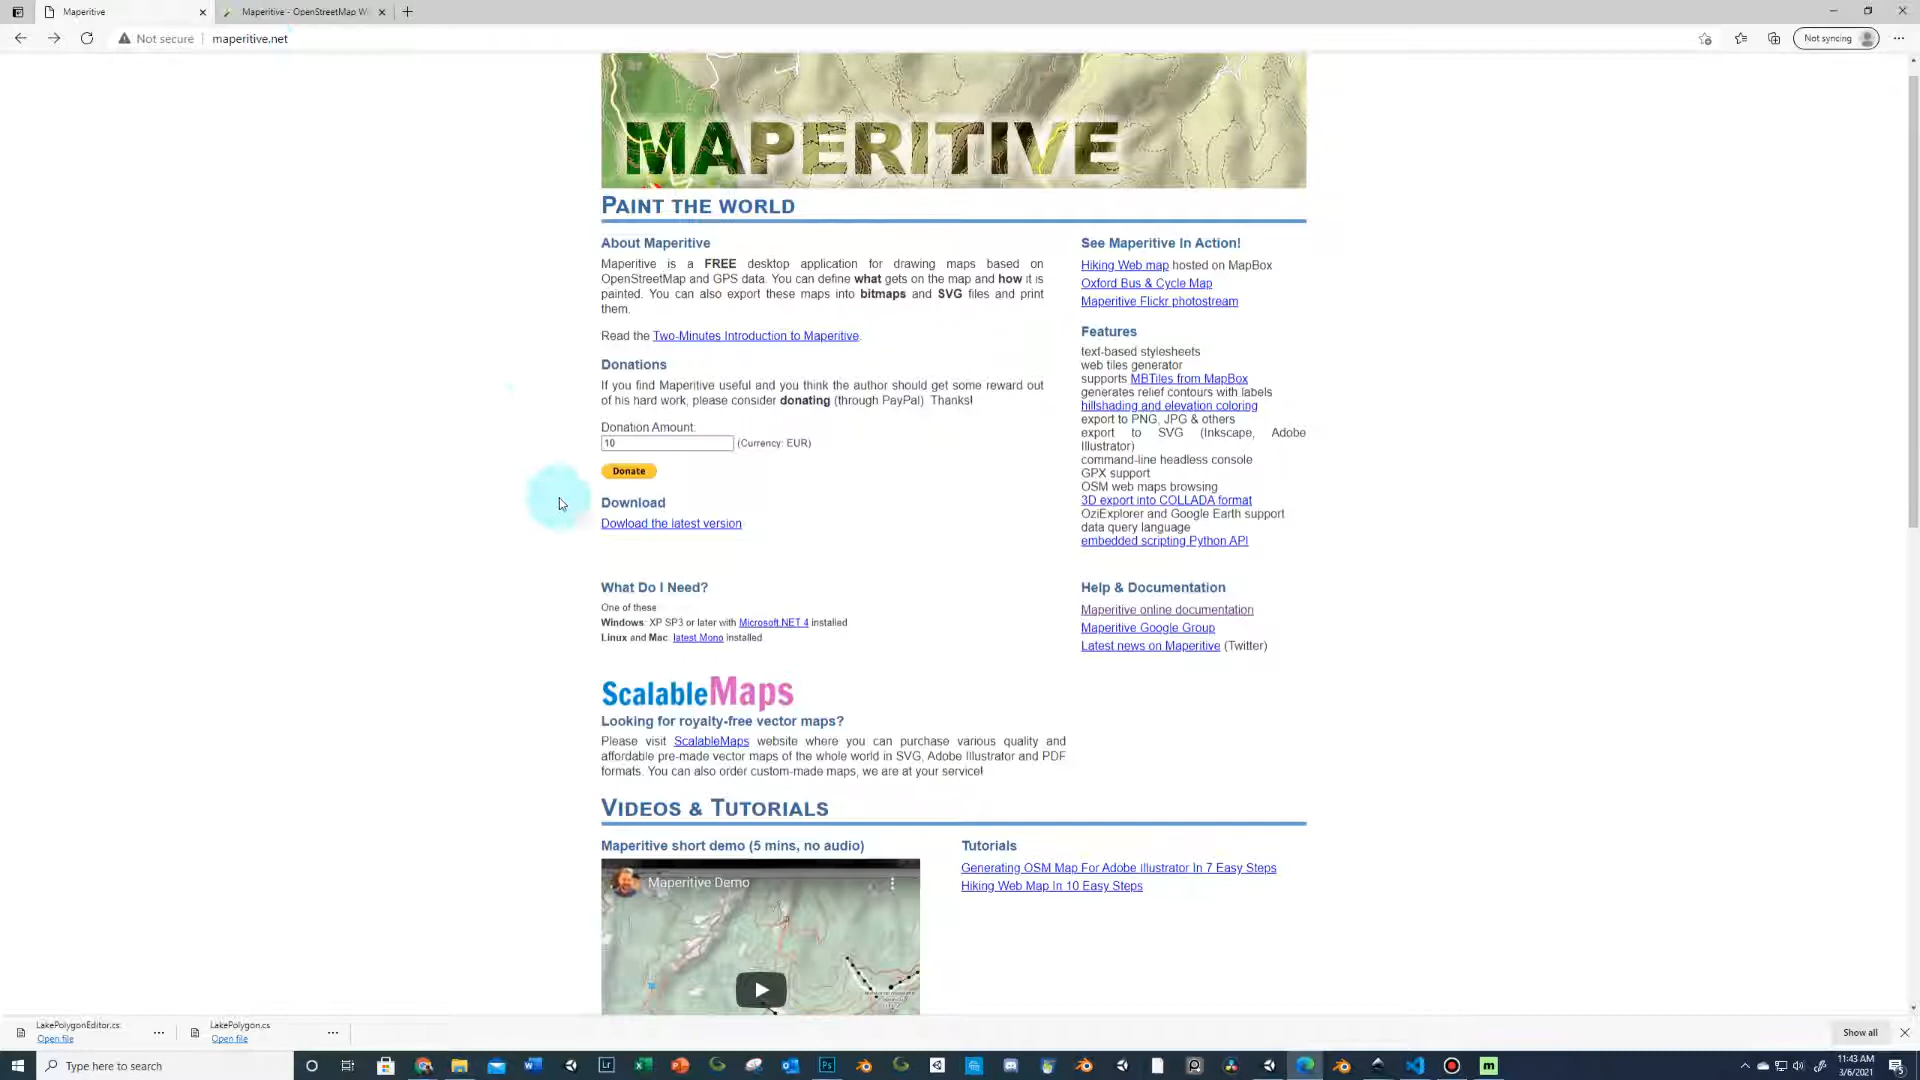 Maperitive
Maperitive - OpenStreetMap Wi
Not secure
maperitive.net
Not syncing
MAPERITIVE
PAINT THE WORLD
About Maperitive
Maperitive is a FREE desktop application for drawing maps based on
OpenStreetMap and GPS data. You can define what gets on the map and how it is
painted. You can also export these maps into bitmaps and SVG files and print
them.
Read the Two-Minutes Introduction to Maperitive.
Donations
If you find Maperitive useful and you think the author should get some reward out
of his hard work, please consider donating (through PayPal). Thanks!
Donation Amount:
10 (Currency: EUR)
Donate
Download
Dowload the latest version
See Maperitive In Action!
Hiking Web map hosted on MapBox
Oxford Bus & Cycle Map
Maperitive Flickr photostream
Features
text-based stylesheets
web tiles generator
supports MBTiles from MapBox
generates relief contours with labels
hillshading and elevation coloring
export to PNG, JPG & others
export to SVG (Inkscape, Adobe
Illustrator)
command-line headless console
GPX support
OSM web maps browsing
3D export into COLLADA format
OziExplorer and Google Earth support
data query language
embedded scripting Python API
What Do I Need?
One of these
Windows: XP SP3 or later with Microsoft.NET 4 installed
Linux and Mac: latest Mono installed
Help & Documentation
Maperitive online documentation
Maperitive Google Group
Latest news on Maperitive (Twitter)
ScalableMaps
Looking for royalty-free vector maps?
Please visit ScalableMaps website where you can purchase various quality and
affordable pre-made vector maps of the whole world in SVG, Adobe Illustrator and PDF
formats. You can also order custom-made maps, we are at your service!
VIDEOS & TUTORIALS
Maperitive short demo (5 mins, no audio)
Maperitive Demo
Tutorials
Generating OSM Map For Adobe Illustrator In 7 Easy Steps
Hiking Web Map In 10 Easy Steps
LakePolygonEditor.cs
Open file
LakePolygon.cs
Open file
Show all
Type here to search
11:43 AM
3/6/2021